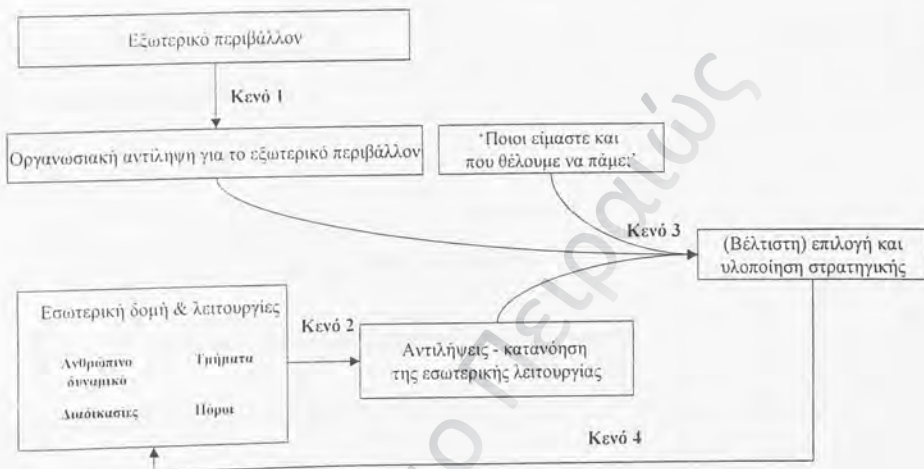 Εξωτερικό περιβάλλον
Κενό 1
Οργανωσιακή αντίληψη για το εξωτερικό περιβάλλον
‘Ποιοι είμαστε και
που θέλουμε να πάμε;’
Κενό 3
(Βέλτιστη) επιλογή και
υλοποίηση στρατηγικής
Εσωτερική δομή & λειτουργίες
Ανθρώπινο
δυναμικό
Τμήματα
Διαδικασίες
Πόροι
Κενό 2
Αντιλήψεις - κατανόηση
της εσωτερικής λειτουργίας
Κενό 4
ο Πειραιώς